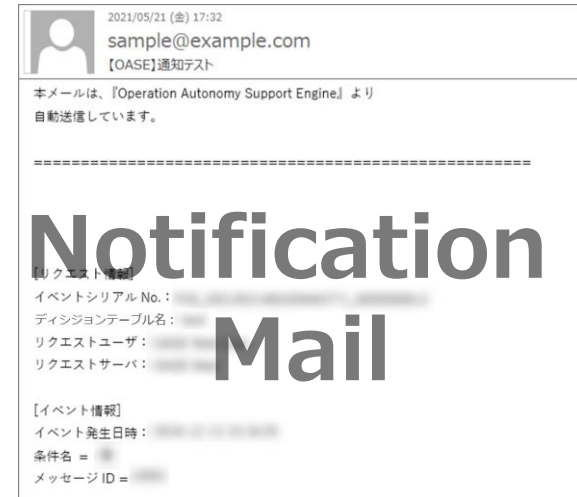 2021/05/21 (金) 17:32
sample@example.com
【OASE】通知テスト
本メールは、『Operation Autonomy Support Engine』より
自動送信しています。
=====================================================
Notification
Mail
[リクエスト情報]
イベントシリアル No.：
ディシジョンテーブル名：
リクエストユーザ：
リクエストサーバ：
[イベント情報]
イベント発生日時：
条件名 =
メッセージ ID =